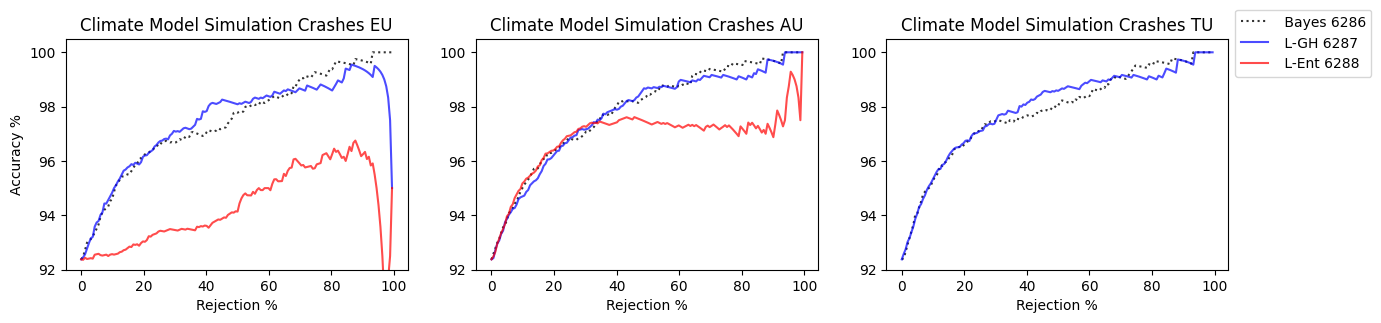 Climate Model Simulation Crashes EU
Climate Model Simulation Crashes AU
Climate Model Simulation Crashes TU
Bayes 6286
L-GH 6287
L-Ent 6288
Accuracy %
100
98
96
94
92
0 20 40 60 80 100
Rejection %
100
98
96
94
92
0 20 40 60 80 100
Rejection %
100
98
96
94
92
0 20 40 60 80 100
Rejection %